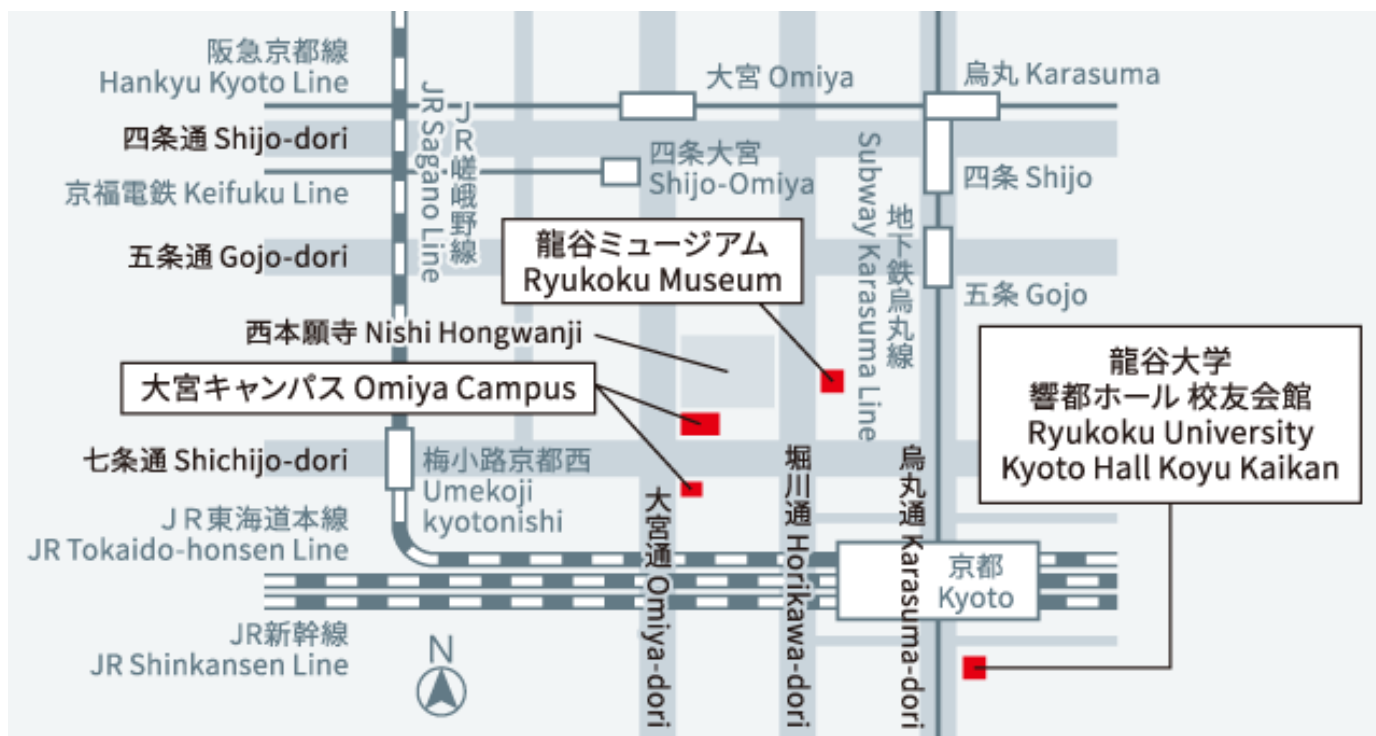 阪急京都線
Hankyu Kyoto Line
大宮 Omiya
烏丸 Karasuma
四条通 Shijo-dori
四条大宮
Shijo-Omiya
四条 Shijo
京福電鉄 Keifuku Line
JR嵯峨野線
JR Sagano Line
地下鉄烏丸線
Subway Karasuma Line
龍谷ミュージアム
Ryukoku Museum
五条通 Gojo-dori
五条 Gojo
西本願寺 Nishi Hongwanji
大宮キャンパス Omiya Campus
龍谷大学
響都ホール 校友会館
Ryukoku University
Kyoto Hall Koyu Kaikan
七条通 Shichijo-dori
梅小路京都西
Umekoji
kyotonishi
大宮通 Omiya-dori
堀川通 Horikawa-dori
烏丸通 Karasuma-dori
JR東海道本線
JR Tokaido-honsen Line
京都
Kyoto
JR新幹線
JR Shinkansen Line
N